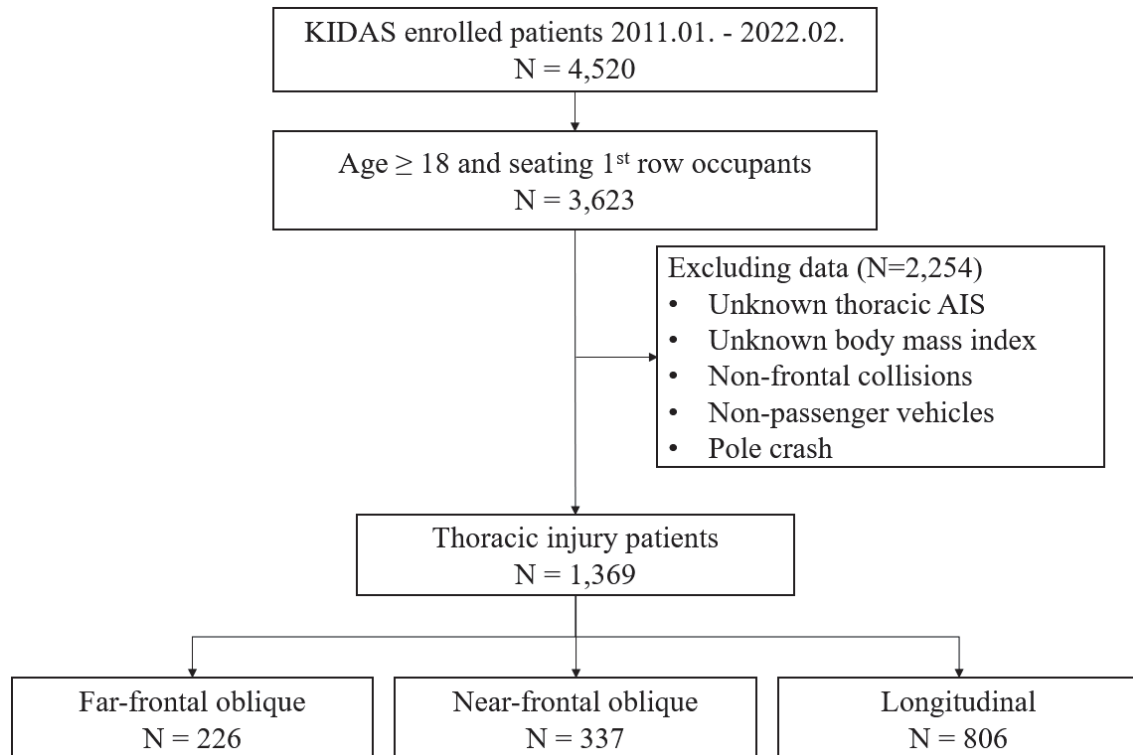 KIDAS enrolled patients 2011.01. - 2022.02.
N = 4,520
Age ≥ 18 and seating 1st row occupants
N = 3,623
Excluding data (N=2,254)
• Unknown thoracic AIS
• Unknown body mass index
• Non-frontal collisions
• Non-passenger vehicles
• Pole crash
Thoracic injury patients
N = 1,369
Far-frontal oblique
N = 226
Near-frontal oblique
N = 337
Longitudinal
N = 806